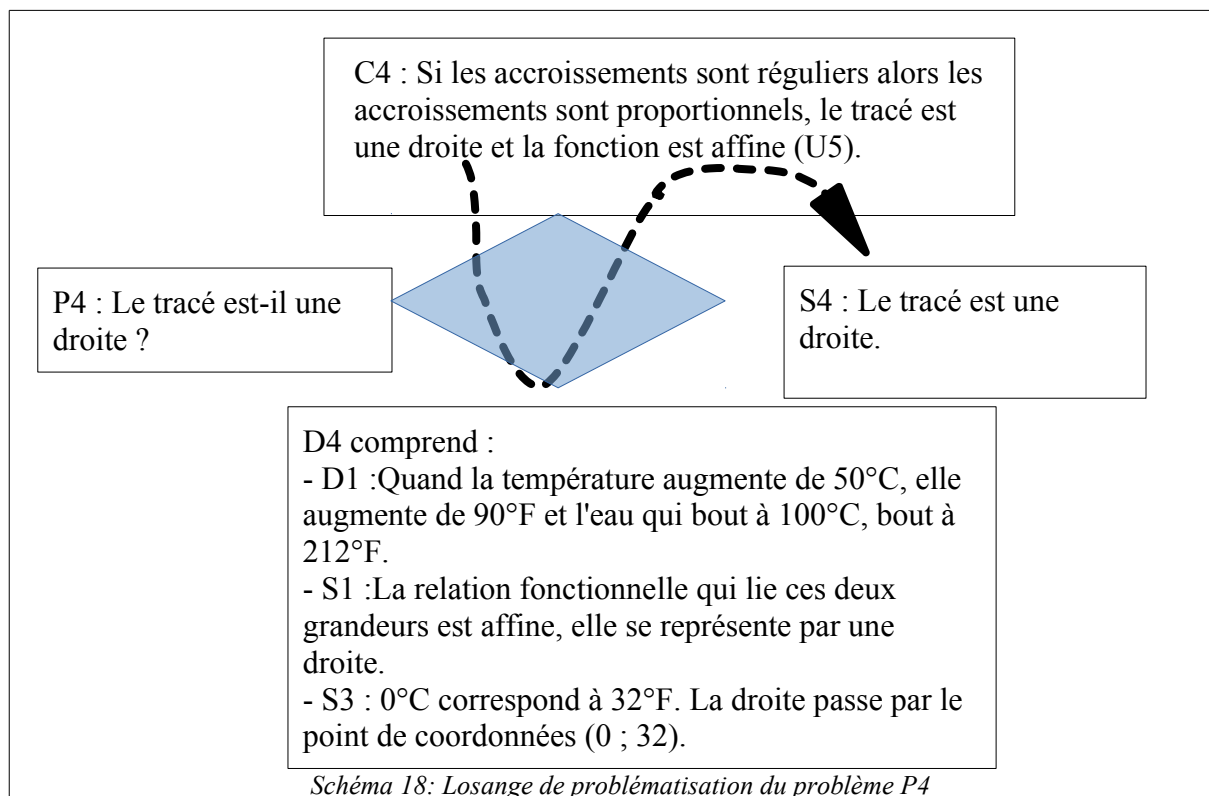 C4 : Si les accroissements sont réguliers alors les
accroissements sont proportionnels, le tracé est
une droite et la fonction est affine (U5).
P4 : Le tracé est-il une
droite ?
S4 : Le tracé est une
droite.
D4 comprend :
- D1 :Quand la température augmente de 50°C, elle
augmente de 90°F et l'eau qui bout à 100°C, bout à
212°F.
- S1 :La relation fonctionnelle qui lie ces deux
grandeurs est affine, elle se représente par une
droite.
- S3 : 0°C correspond à 32°F. La droite passe par le
point de coordonnées (0 ; 32).
Schéma 18: Losange de problématisation du problème P4